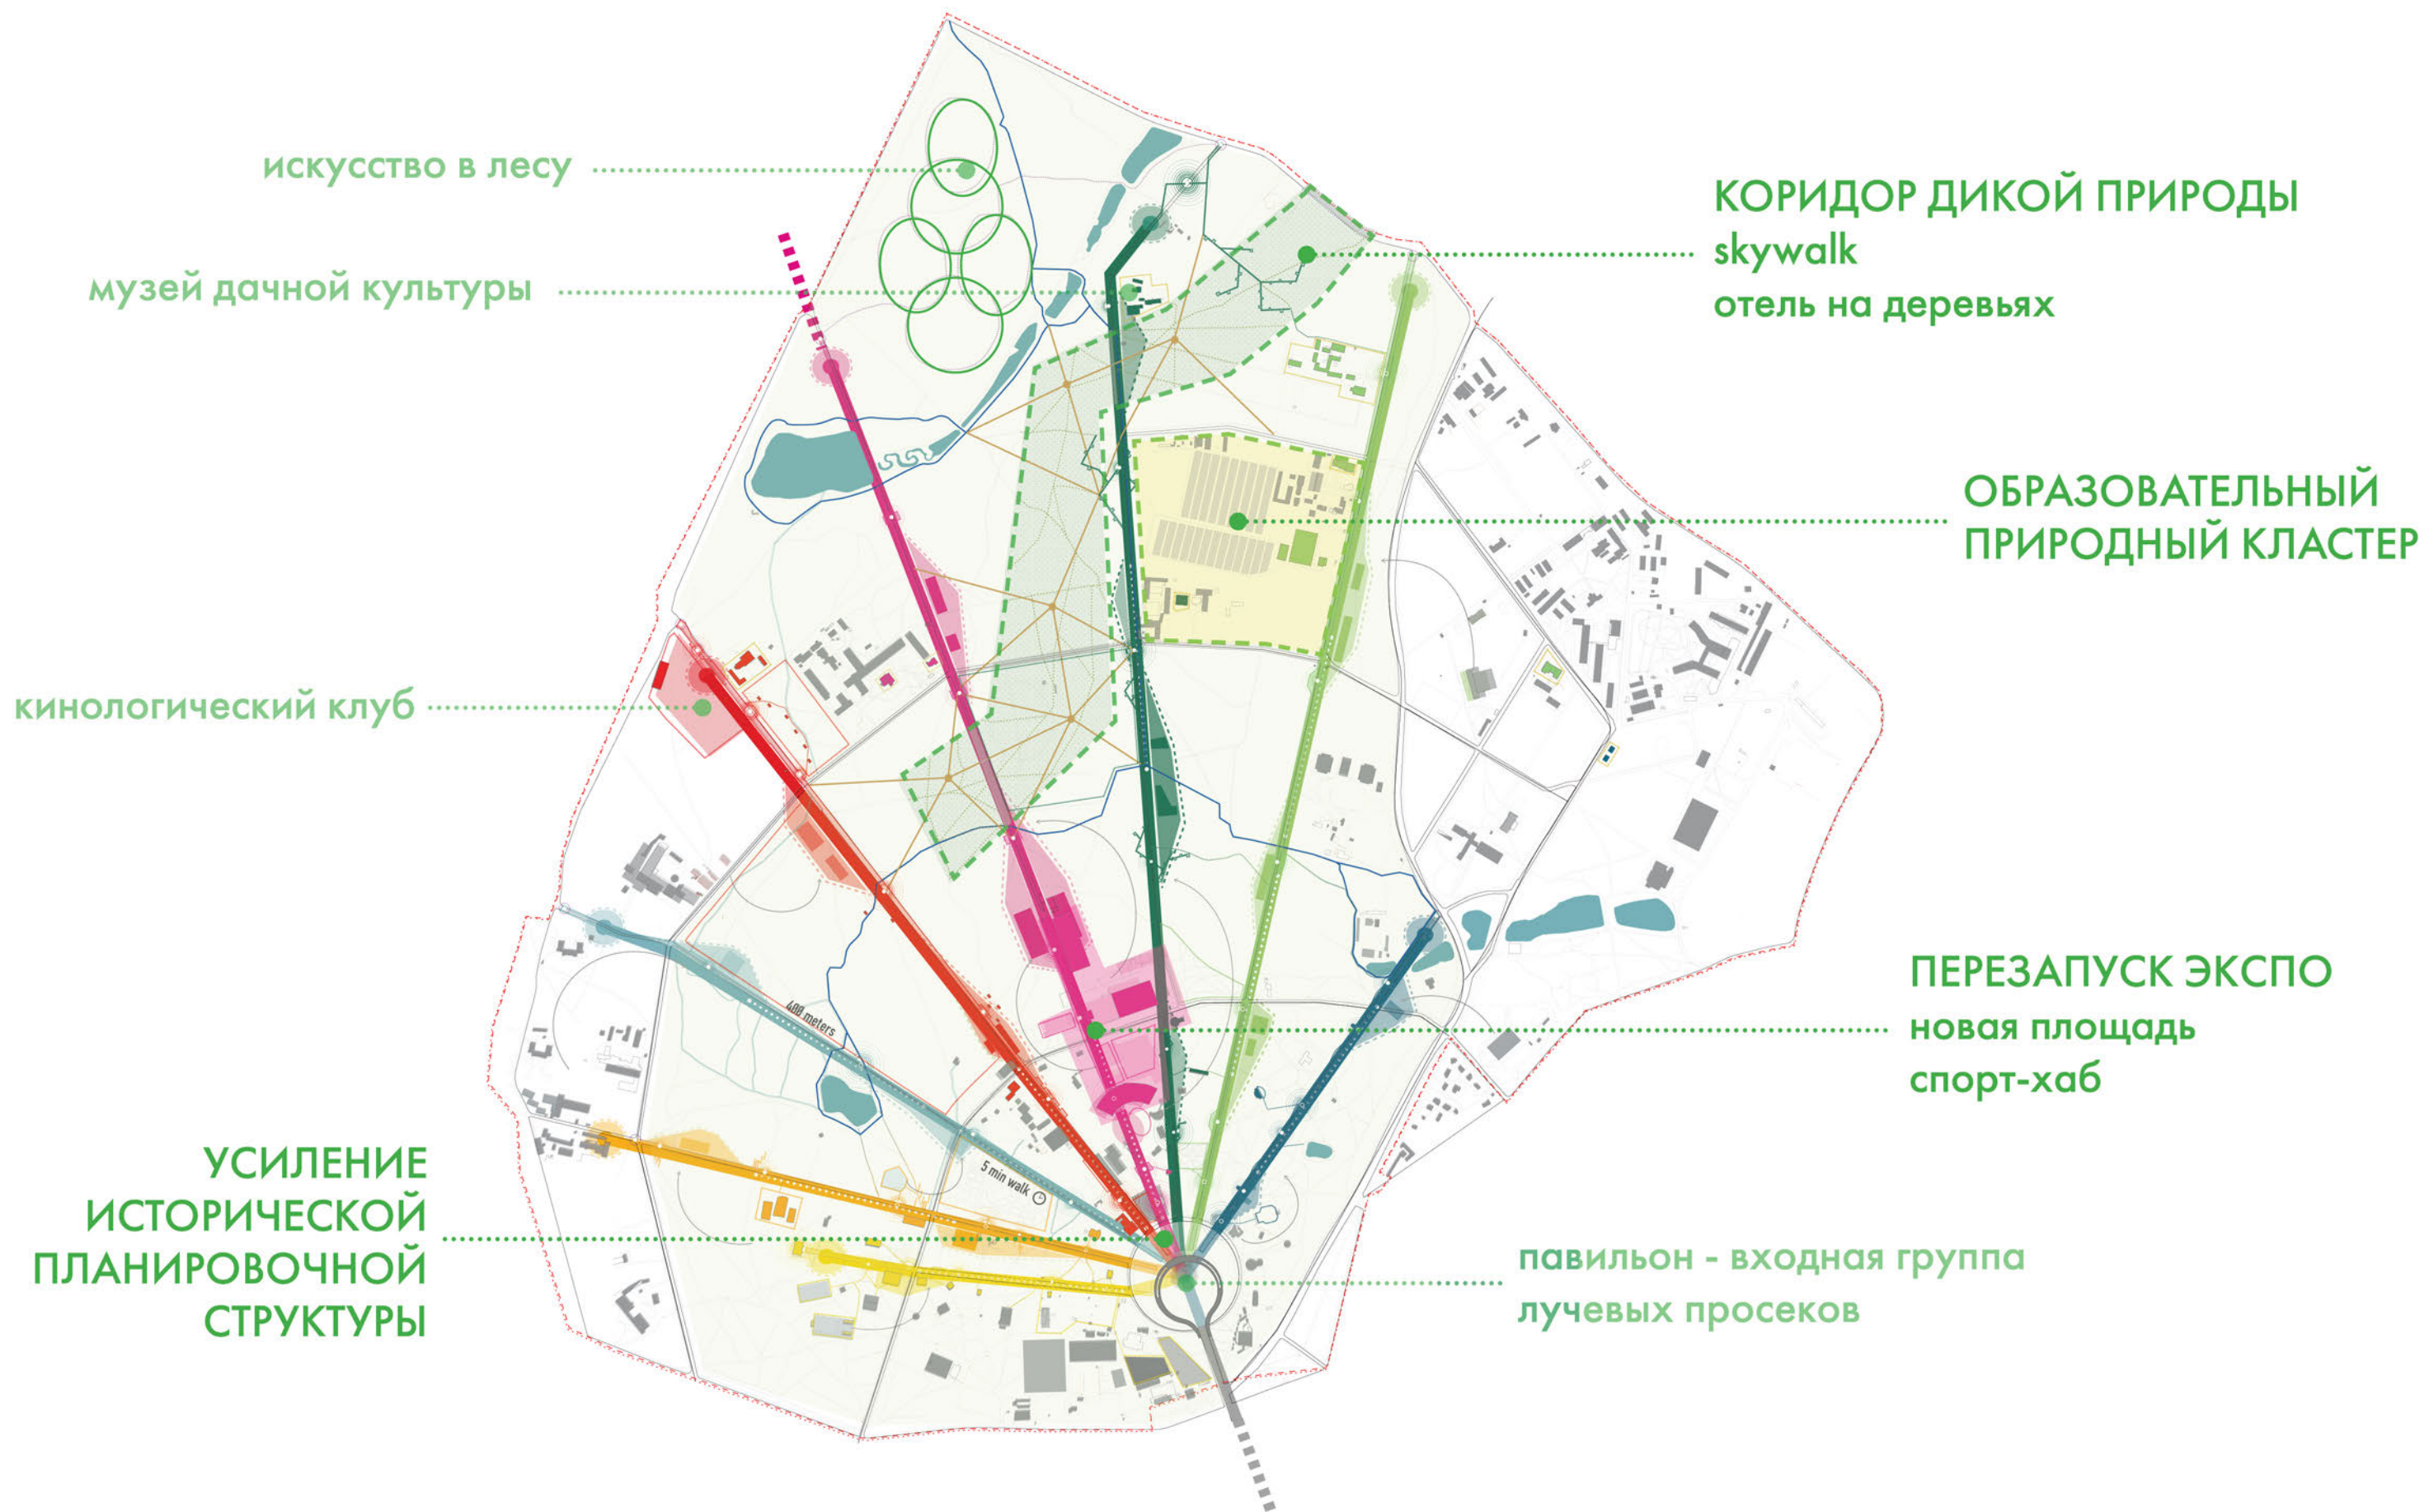 искусство в лесу
музей дачной культуры
КОРИДОР ДИКОЙ ПРИРОДЫ
skywalk
отель на деревьях
ОБРАЗОВАТЕЛЬНЫЙ
ПРИРОДНЫЙ КЛАСТЕР
кинологический клуб
400 meters
ПЕРЕЗАПУСК ЭКСПО
новая площадь
спорт-хаб
5 min walk
УСИЛЕНИЕ
ИСТОРИЧЕСКОЙ
ПЛАНИРОВОЧНОЙ
СТРУКТУРЫ
павильон - входная группа
лучевых просеков